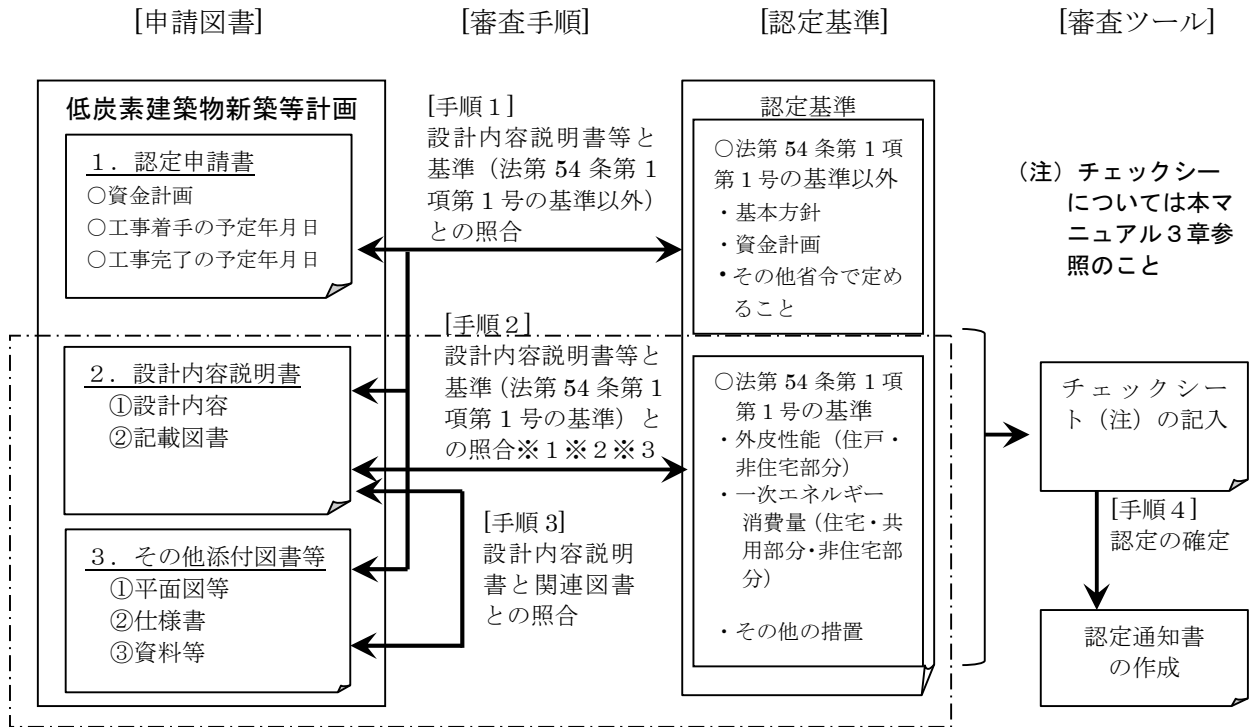 [申請図書]
[審査手順]
[認定基準]
[審査ツール]
低炭素建築物新築等計画
1．認定申請書
○資金計画
○工事着手の予定年月日
○工事完了の予定年月日
2．設計内容説明書
①設計内容
②記載図書
3．その他添付図書等
①平面図等
②仕様書
③資料等
[手順１]
設計内容説明書等と
基準（法第 54 条第 1
項第 1 号の基準以外）
との照合
[手順２]
設計内容説明書等と
基準（法第 54 条第 1
項第 1 号の基準）と
の照合※１※２※３
[手順 3]
設計内容説明
書と関連図書
との照合
認定基準
○法第 54 条第 1 項
第 1 号の基準以外
・基本方針
・資金計画
・その他省令で定め
ること
○法第 54 条第 1 項
第 1 号の基準
・外皮性能（住戸・
非住宅部分）
・一次エネルギー
消費量（住宅・共
用部分・非住宅部
分）
・その他の措置
（注）チェックシー
については本マ
ニュアル３章参
照のこと
チェックシー
ト（注）の記入
[手順４]
認定の確定
認定通知書
の作成